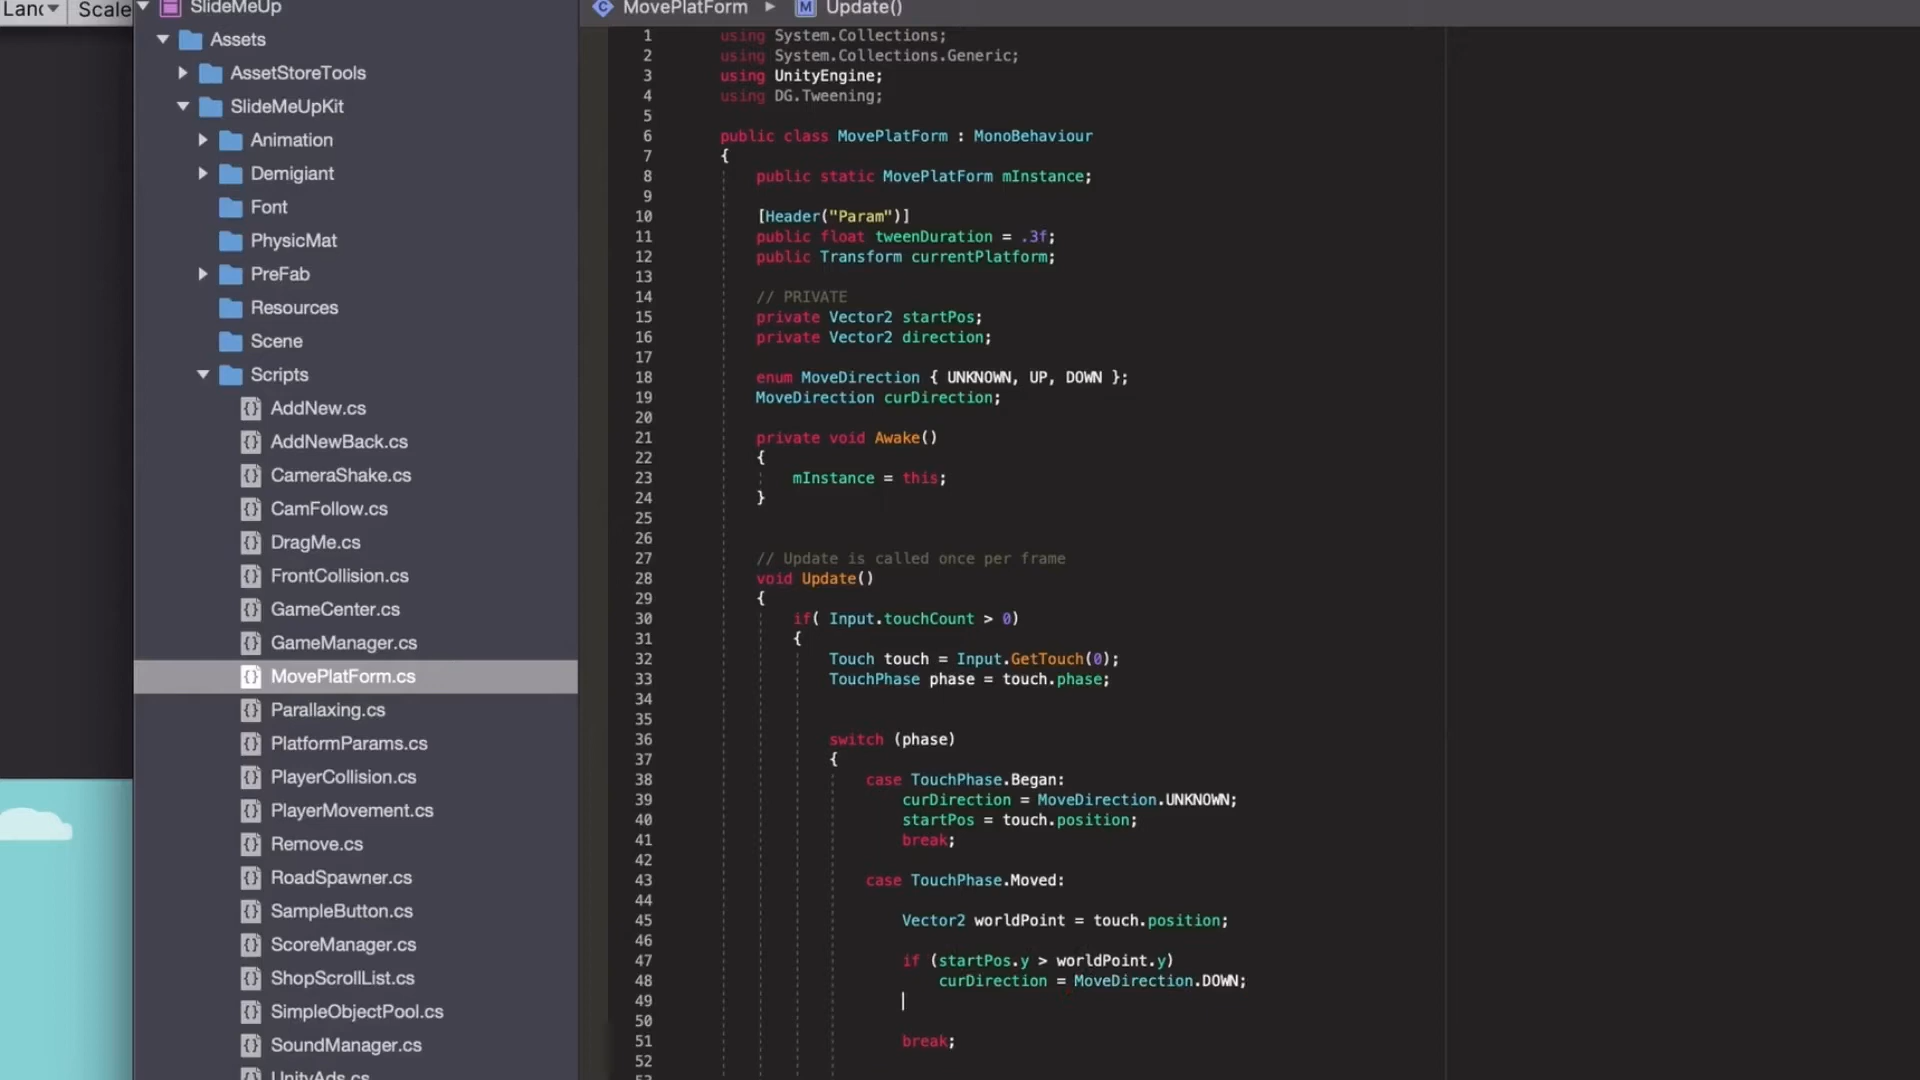 Lanc
Scale
SlideMeUp
Assets
AssetStoreTools
SlideMeUpKit
Animation
Demigiant
Font
PhysicMat
PreFab
Resources
Scene
Scripts
AddNew.cs
AddNewBack.cs
CameraShake.cs
CamFollow.cs
DragMe.cs
FrontCollision.cs
GameCenter.cs
GameManager.cs
MovePlatForm.cs
Parallaxing.cs
PlatformParams.cs
PlayerCollision.cs
PlayerMovement.cs
Remove.cs
RoadSpawner.cs
SampleButton.cs
ScoreManager.cs
ShopScrollList.cs
SimpleObjectPool.cs
SoundManager.cs
UnityAds.cs
C MovePlatForm M Update()
1 using System.Collections;
2 using System.Collections.Generic;
3 using UnityEngine;
4 using DG.Tweening;
5
6 public class MovePlatForm : MonoBehaviour
7 {
8 public static MovePlatForm mInstance;
9
10 [Header("Param")]
11 public float tweenDuration = .3f;
12 public Transform currentPlatform;
13
14 // PRIVATE
15 private Vector2 startPos;
16 private Vector2 direction;
17
18 enum MoveDirection { UNKNOWN, UP, DOWN };
19 MoveDirection curDirection;
20
21 private void Awake()
22 {
23 mInstance = this;
24 }
25
26
27 // Update is called once per frame
28 void Update()
29 {
30 if( Input.touchCount > 0)
31 {
32 Touch touch = Input.GetTouch(0);
33 TouchPhase phase = touch.phase;
34
35
36 switch (phase)
37 {
38 case TouchPhase.Began:
39 curDirection = MoveDirection.UNKNOWN;
40 startPos = touch.position;
41 break;
42
43 case TouchPhase.Moved:
44
45 Vector2 worldPoint = touch.position;
46
47 if (startPos.y > worldPoint.y)
48 curDirection = MoveDirection.DOWN;
49
50
51 break;
52
53